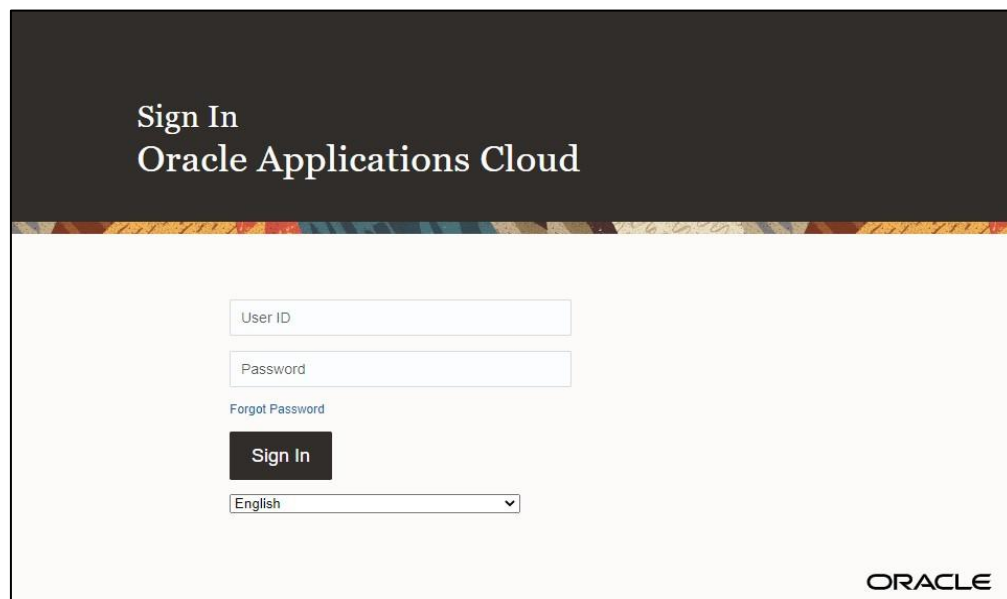 Sign In
Oracle Applications Cloud
User ID
Password
Forgot Password
Sign In
English
ORACLE